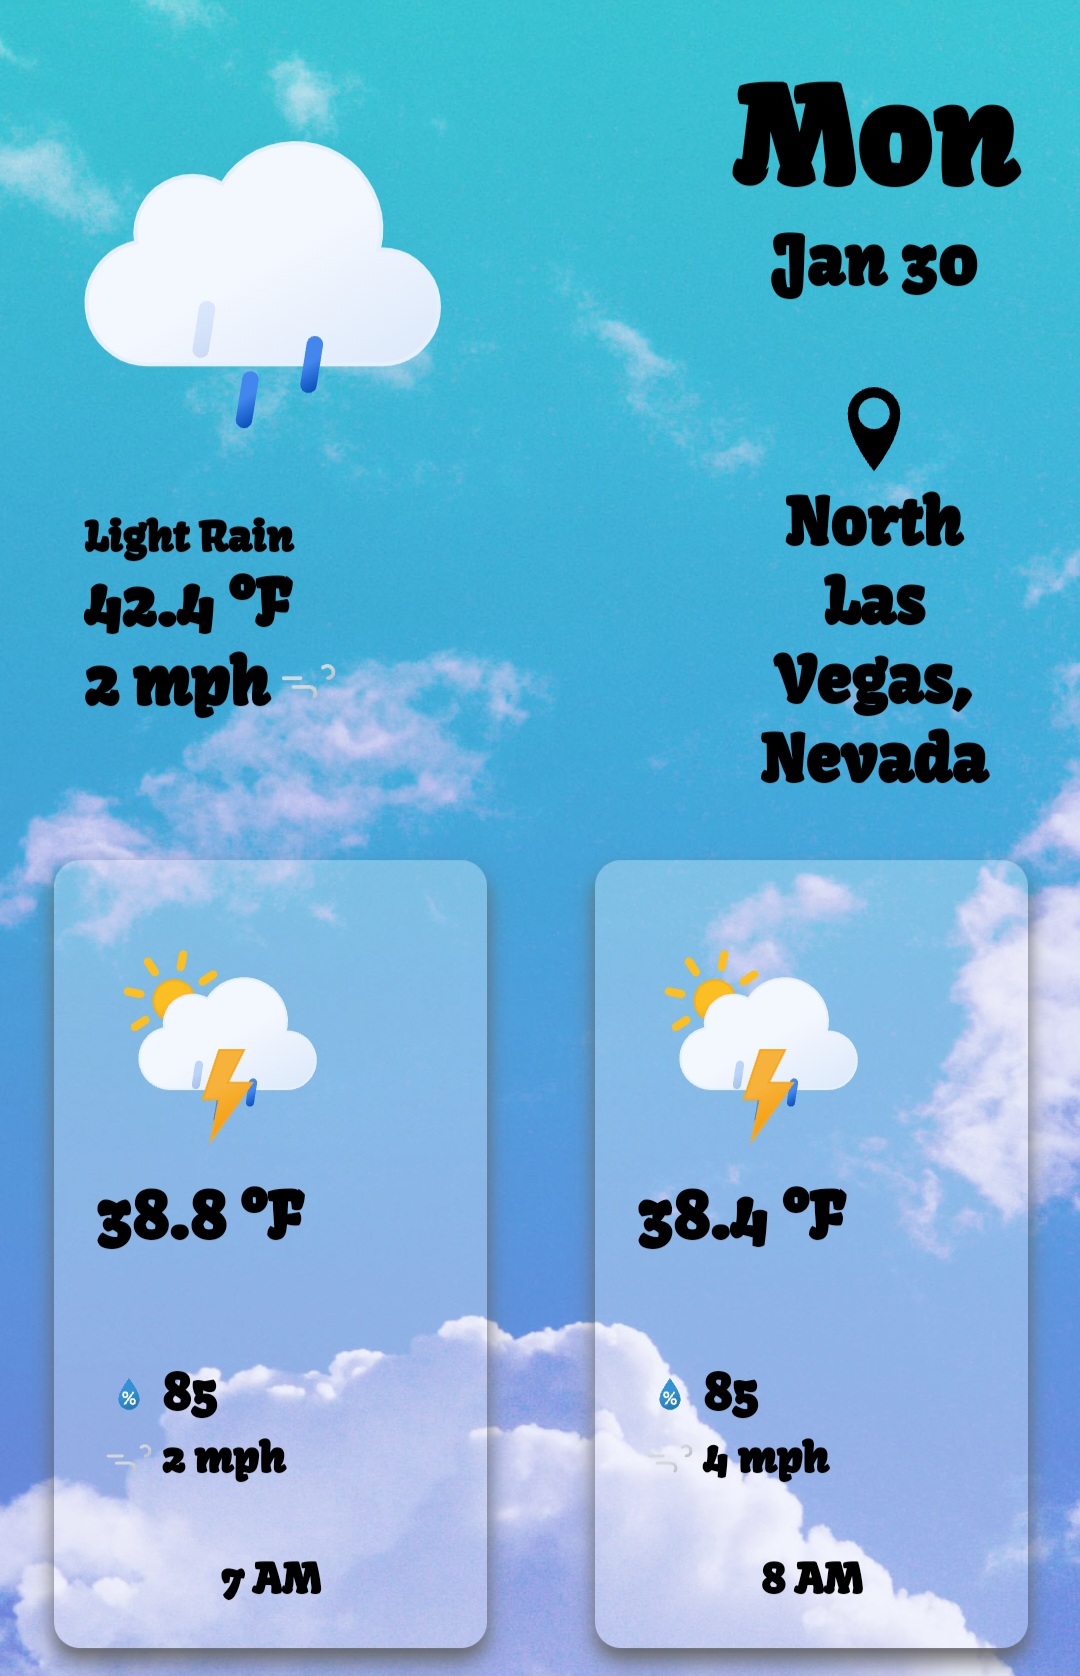 Mon
Jan 30
North
Las
Vegas,
Nevada
Light Rain
42.4 °F
2 mph
38.8 °F
% 85
2 mph
7 AM
38.4 °F
% 85
4 mph
8 AM